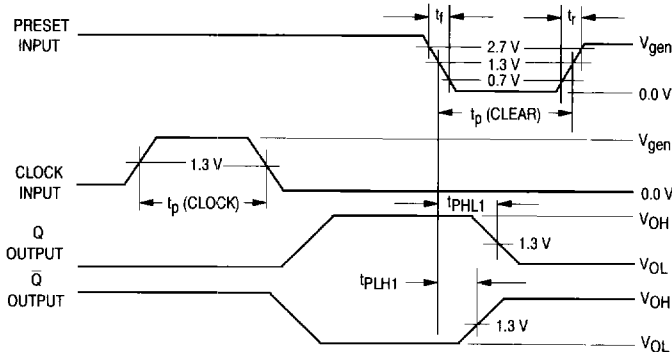 t_f
t_r
PRESET
INPUT
2.7 V
1.3 V
0.7 V
V_gen
0.0 V
t_p (CLEAR)
V_gen
CLOCK
INPUT
1.3 V
t_p (CLOCK)
0.0 V
t_PHL1
Q
OUTPUT
V_OH
1.3 V
V_OL
Q̅
OUTPUT
t_PLH1
V_OH
1.3 V
V_OL